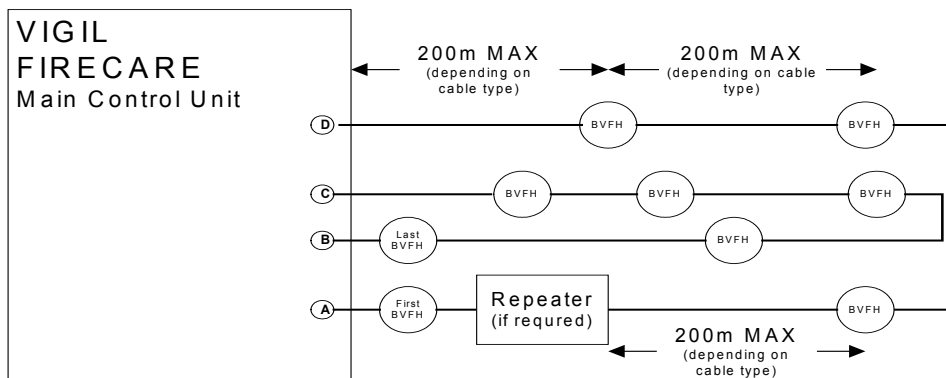 VIGIL
FIRECARE
Main Control Unit
200m MAX
(depending on
cable type)
200m MAX
(depending on cable
type)
D
BVFH
BVFH
C
BVFH
BVFH
BVFH
B
Last
BVFH
BVFH
A
First
BVFH
Repeater
(if requred)
BVFH
200m MAX
(depending on
cable type)